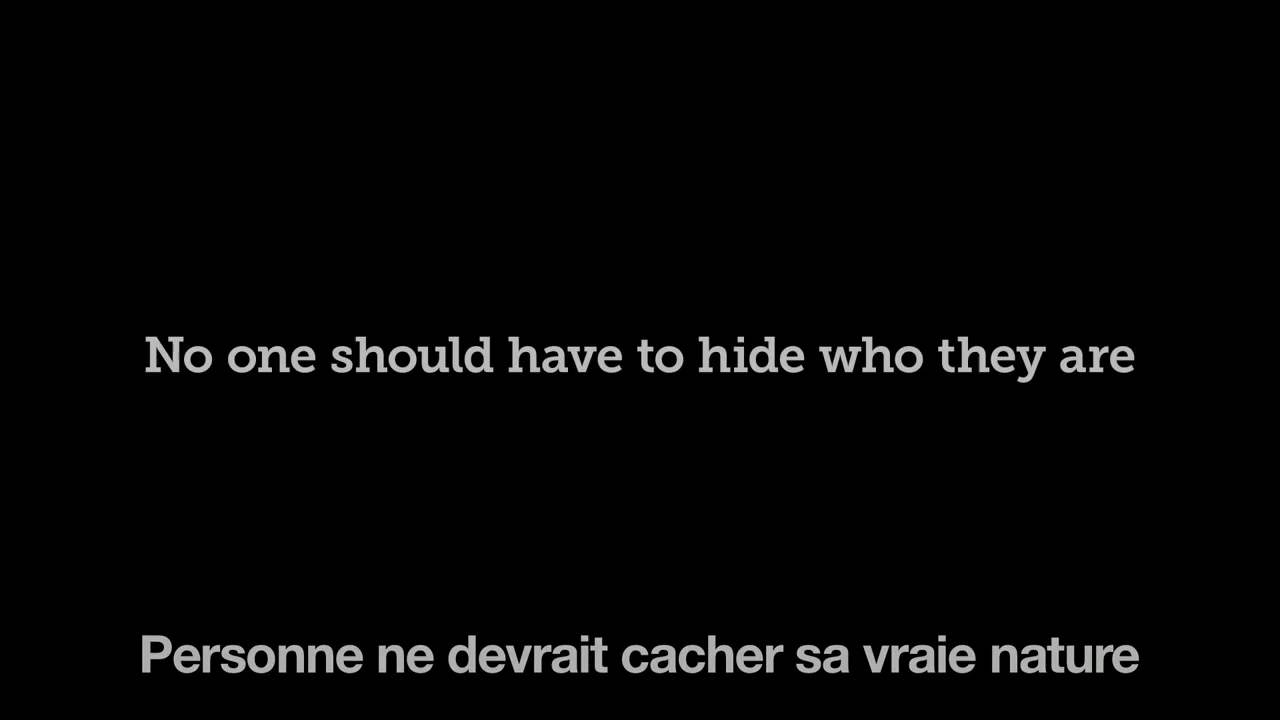 No one should have to hide who they are
Personne ne devrait cacher sa vraie nature